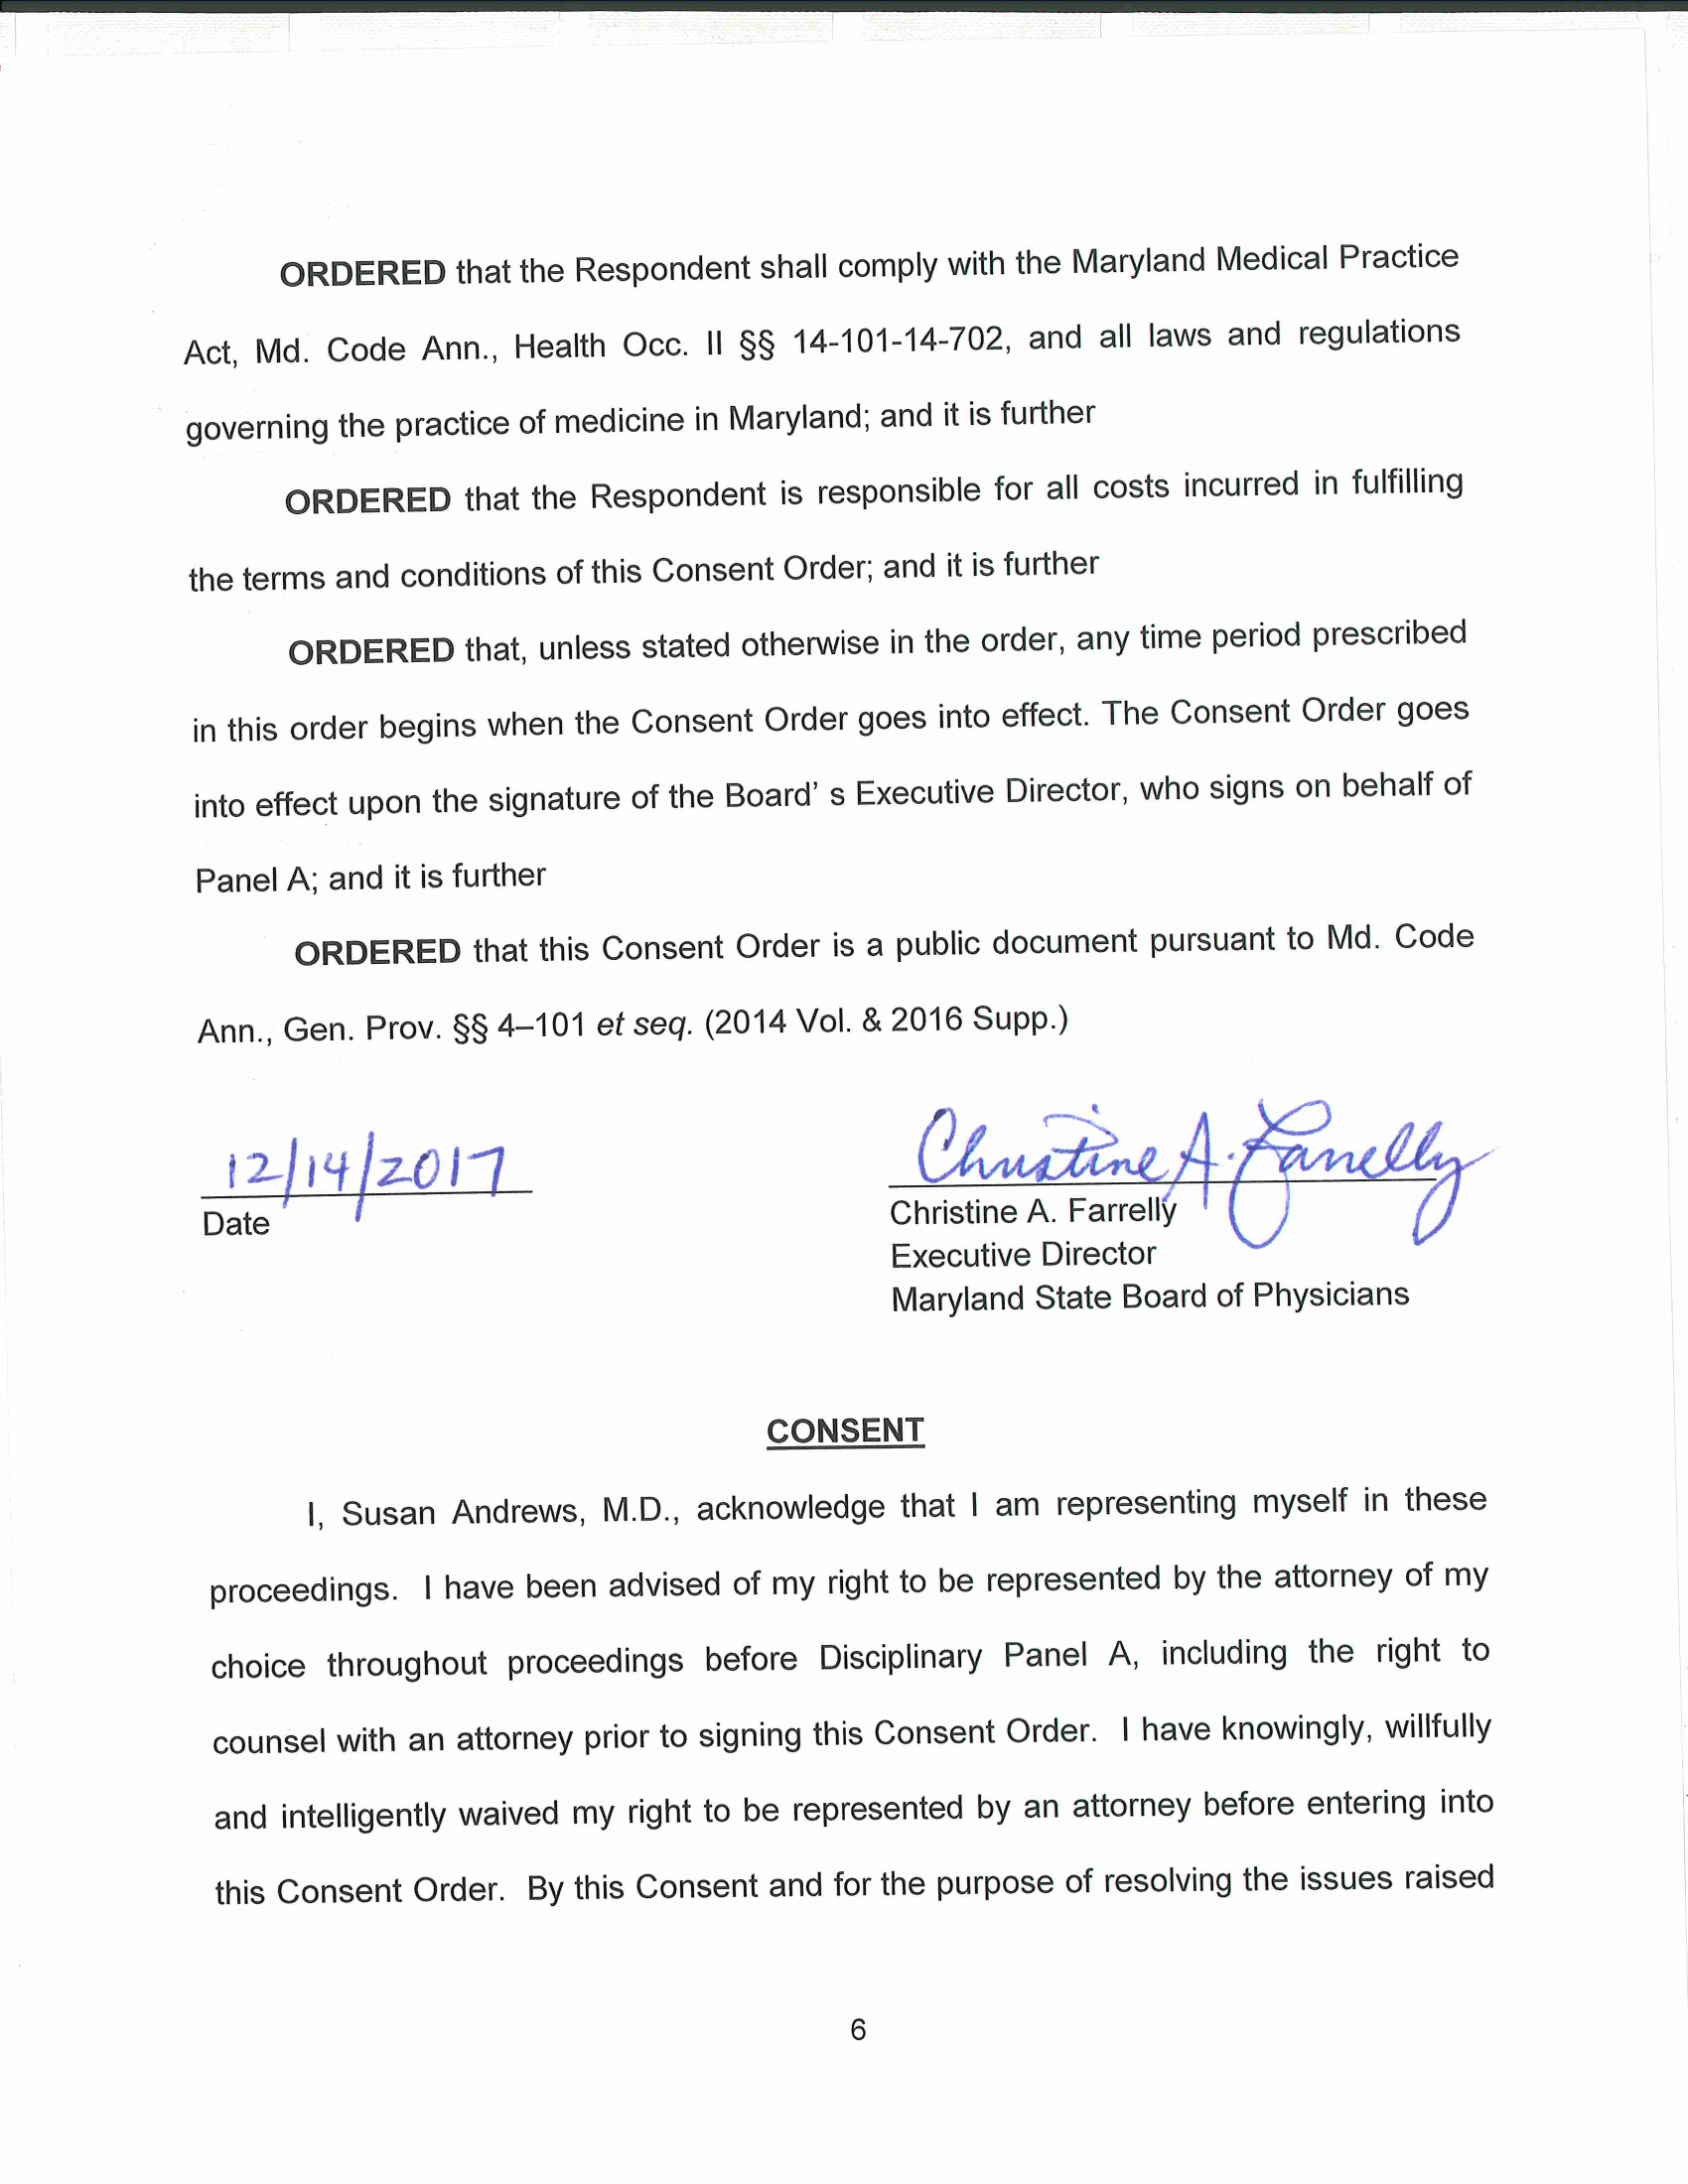 ORDERED that the Respondent shall comply with the Maryland Medical Practice
Act, Md. Code Ann., Health Occ. II §§ 14-101-14-702, and all laws and regulations
governing the practice of medicine in Maryland; and it is further
ORDERED that the Respondent is responsible for all costs incurred in fulfilling
the terms and conditions of this Consent Order; and it is further
ORDERED that, unless stated otherwise in the order, any time period prescribed
in this order begins when the Consent Order goes into effect. The Consent Order goes
into effect upon the signature of the Board' s Executive Director, who signs on behalf of
Panel A; and it is further
ORDERED that this Consent Order is a public document pursuant to Md. Code
Ann., Gen. Prov. §§ 4–101 et seq. (2014 Vol. & 2016 Supp.)
12/14/2017
Date
Christine A. Farrelly
Christine A. Farrelly
Executive Director
Maryland State Board of Physicians
CONSENT
I, Susan Andrews, M.D., acknowledge that I am representing myself in these
proceedings. I have been advised of my right to be represented by the attorney of my
choice throughout proceedings before Disciplinary Panel A, including the right to
counsel with an attorney prior to signing this Consent Order. I have knowingly, willfully
and intelligently waived my right to be represented by an attorney before entering into
this Consent Order. By this Consent and for the purpose of resolving the issues raised
6